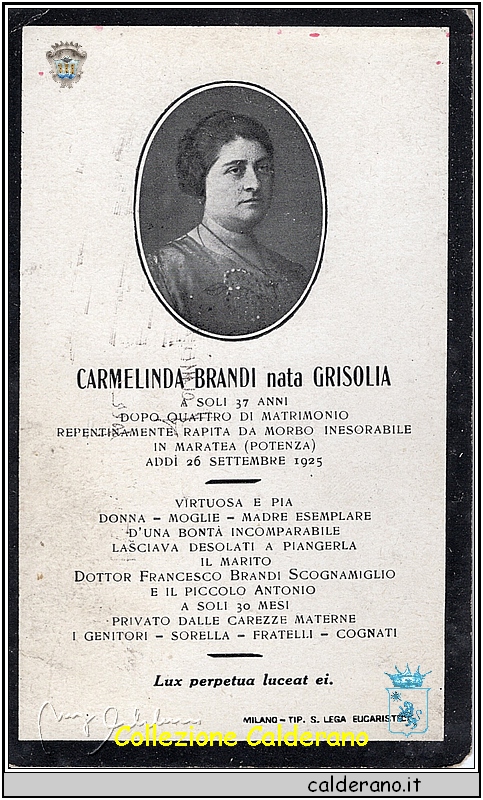 CARMELINDA BRANDI nata GRISOLIA
A SOLI 37 ANNI
DOPO QUATTRO DI MATRIMONIO
REPENTINAMENTE RAPITA DA MORBO INESORABILE
IN MARATEA (POTENZA)
ADDÌ 26 SETTEMBRE 1925
VIRTUOSA E PIA
DONNA – MOGLIE – MADRE ESEMPLARE
D'UNA BONTÀ INCOMPARABILE
LASCIAVA DESOLATI A PIANGERLA
IL MARITO
DOTTOR FRANCESCO BRANDI SCOGNAMIGLIO
E IL PICCOLO ANTONIO
A SOLI 30 MESI
PRIVATO DALLE CAREZZE MATERNE
I GENITORI – SORELLA – FRATELLI – COGNATI
Lux perpetua luceat ei.
MILANO – TIP. S. LEGA EUCARISTICA
Collezione Calderano
calderano.it